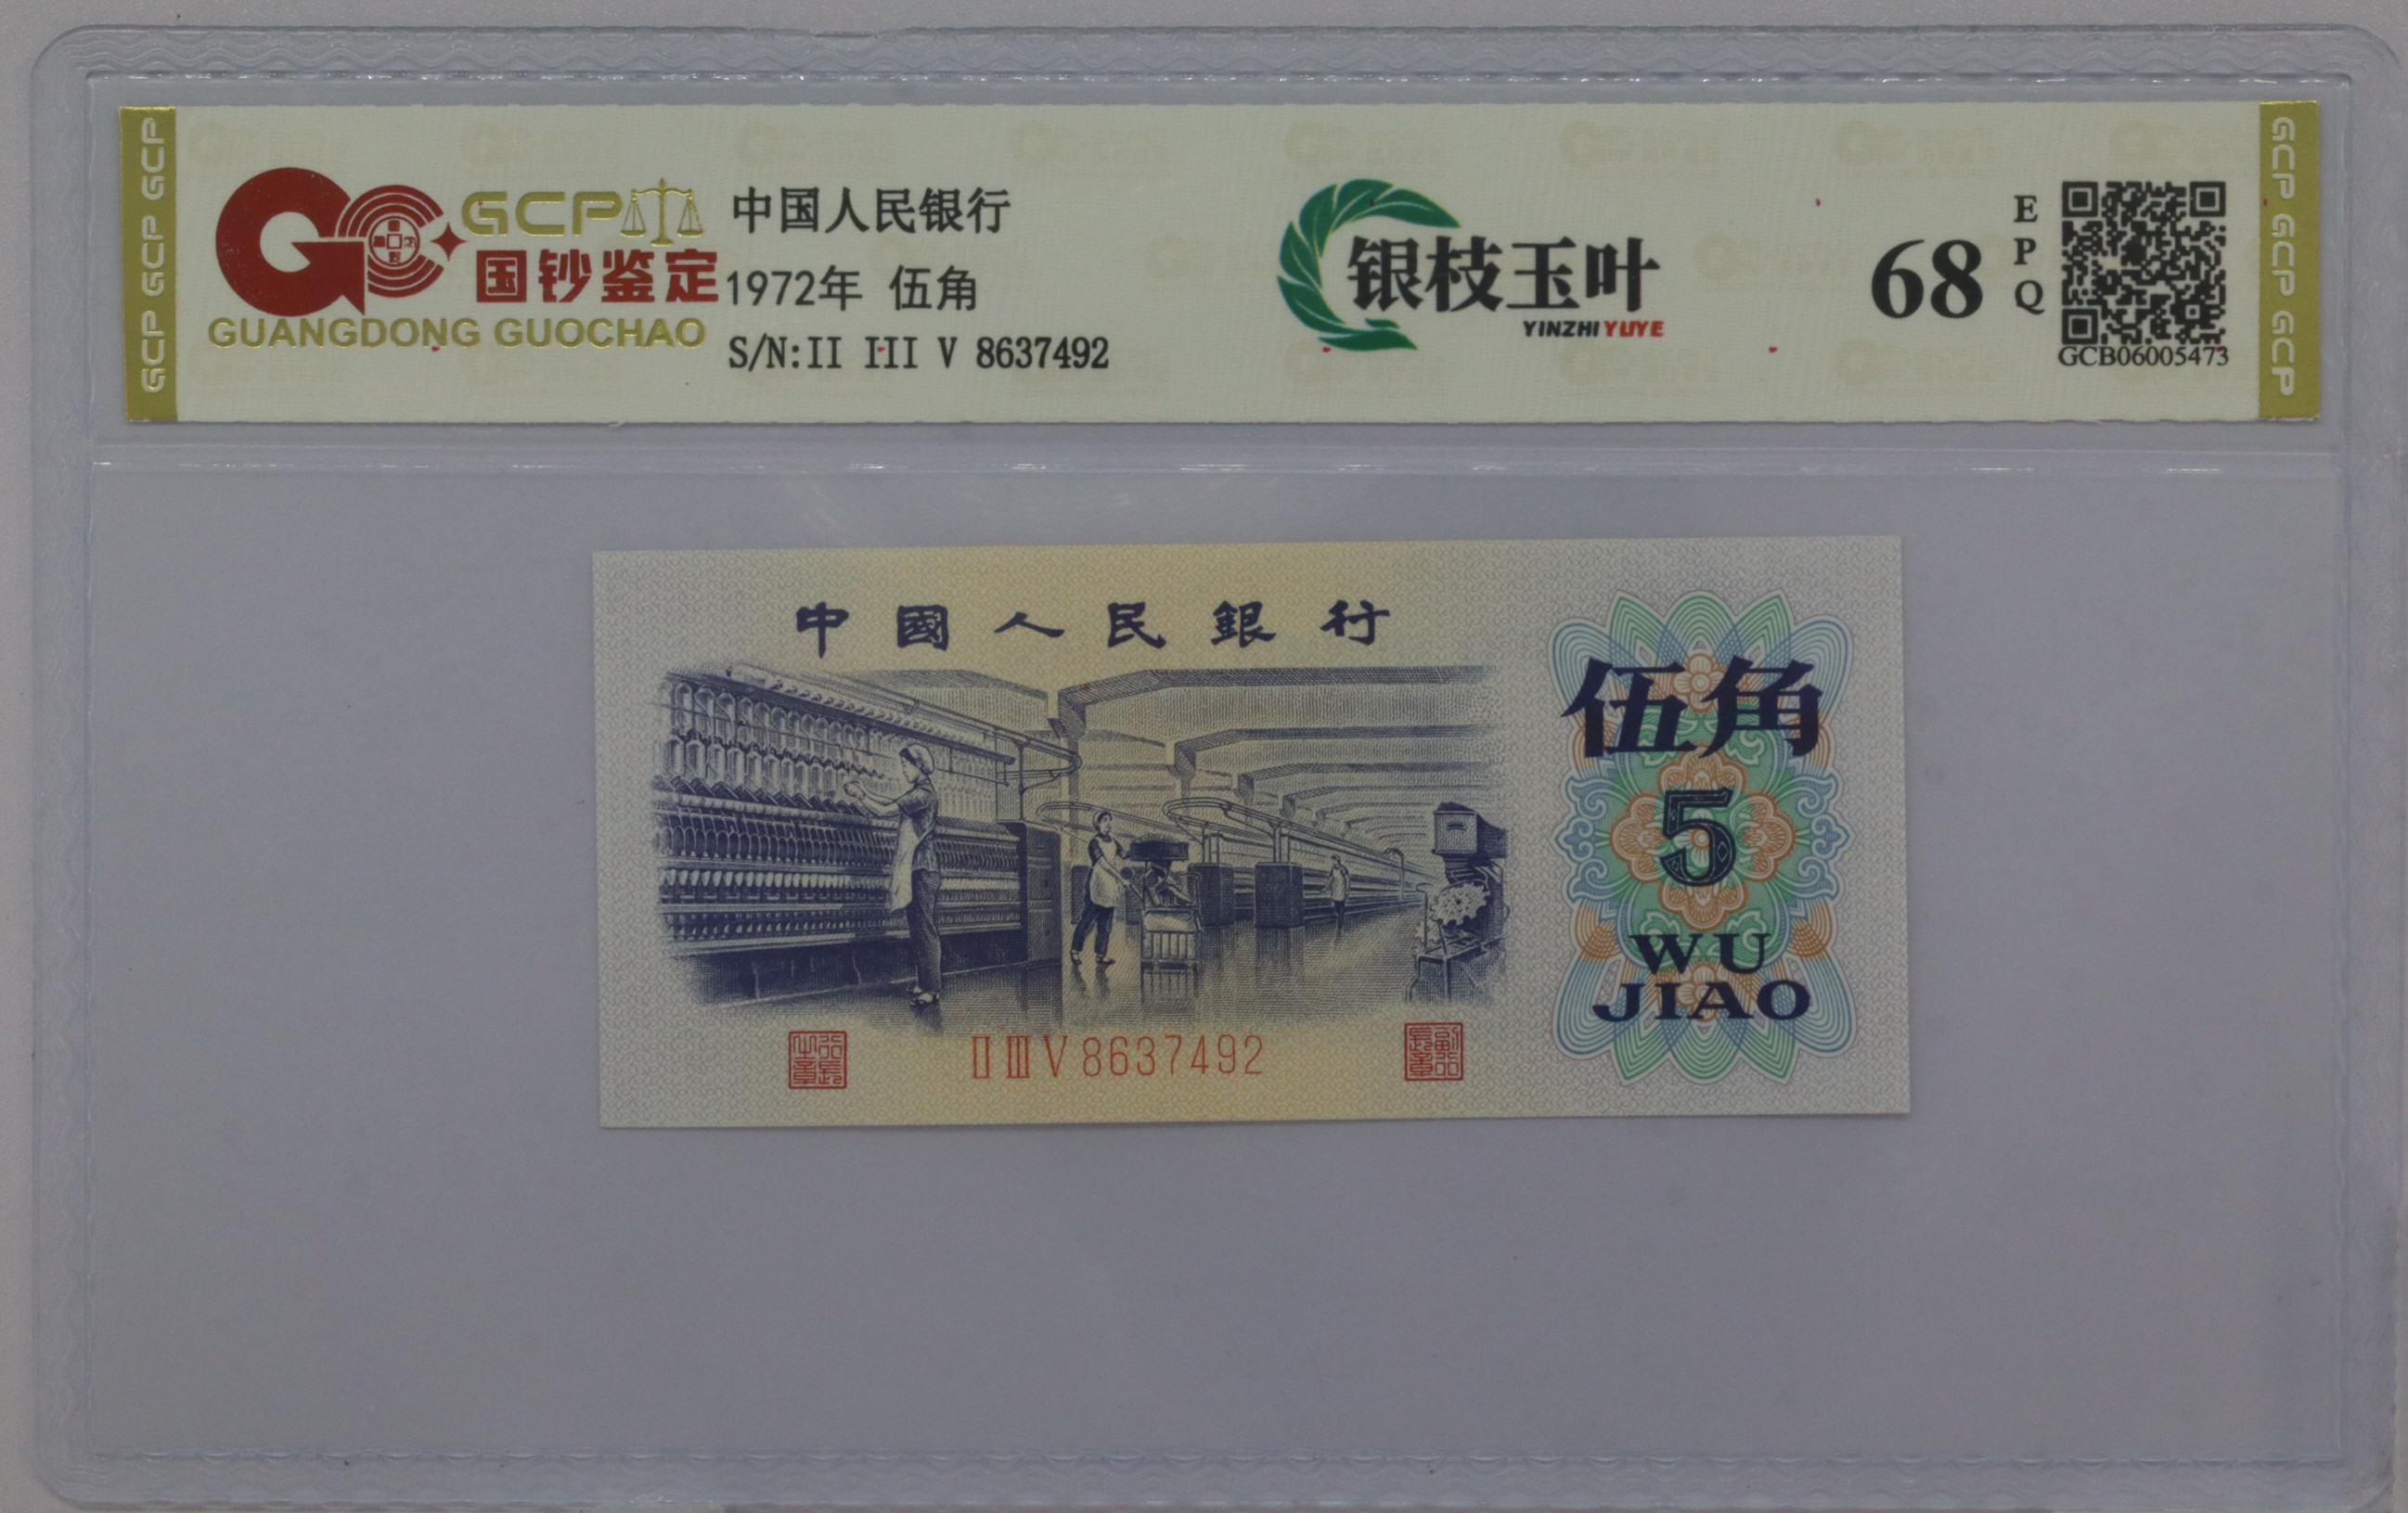 GCP GCP GCP
GCP
国钞鉴定
GUANGDONG GUOCHAO
中国人民银行
1972年 伍角
S/N:II III V 8637492
银枝玉叶
YINZHI YUYE
68
EPQ
GCB06005473
GCP GCP GCP
中國人民銀行
伍角
5
WU
JIAO
ⅡⅢⅤ8637492